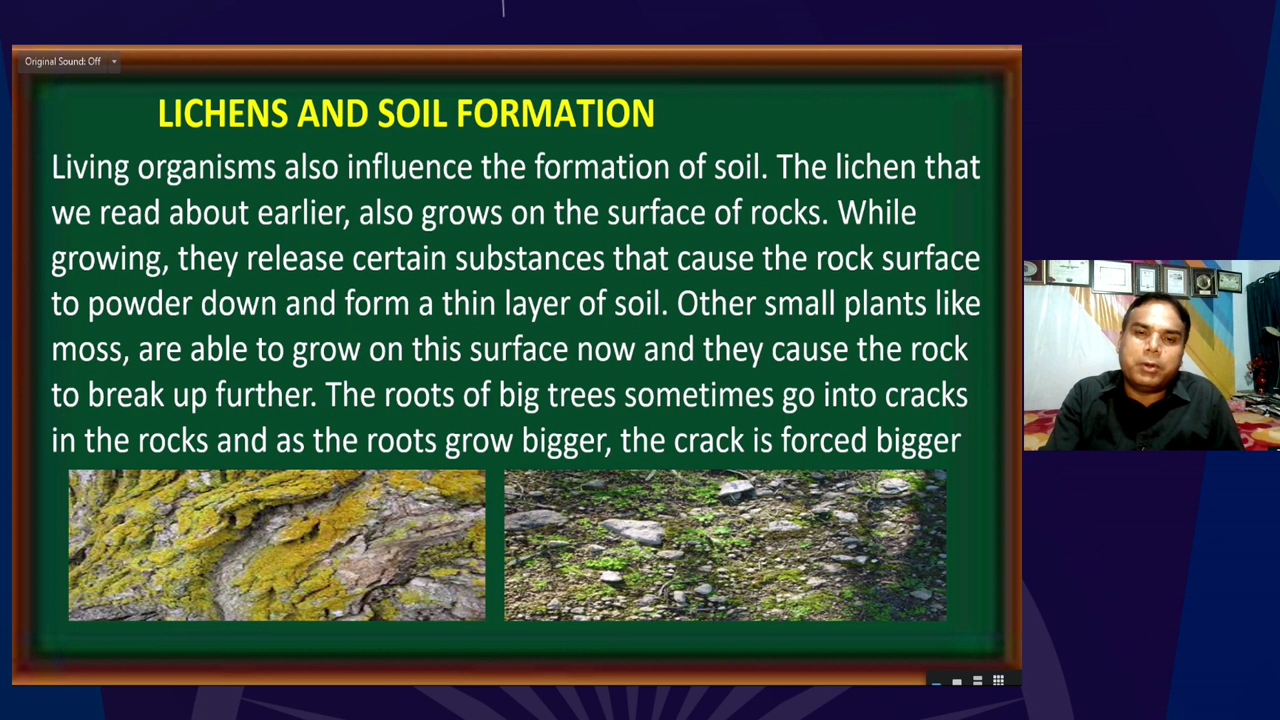 Original Sound: Off
LICHENS AND SOIL FORMATION
Living organisms also influence the formation of soil. The lichen that
we read about earlier, also grows on the surface of rocks. While
growing, they release certain substances that cause the rock surface
to powder down and form a thin layer of soil. Other small plants like
moss, are able to grow on this surface now and they cause the rock
to break up further. The roots of big trees sometimes go into cracks
in the rocks and as the roots grow bigger, the crack is forced bigger